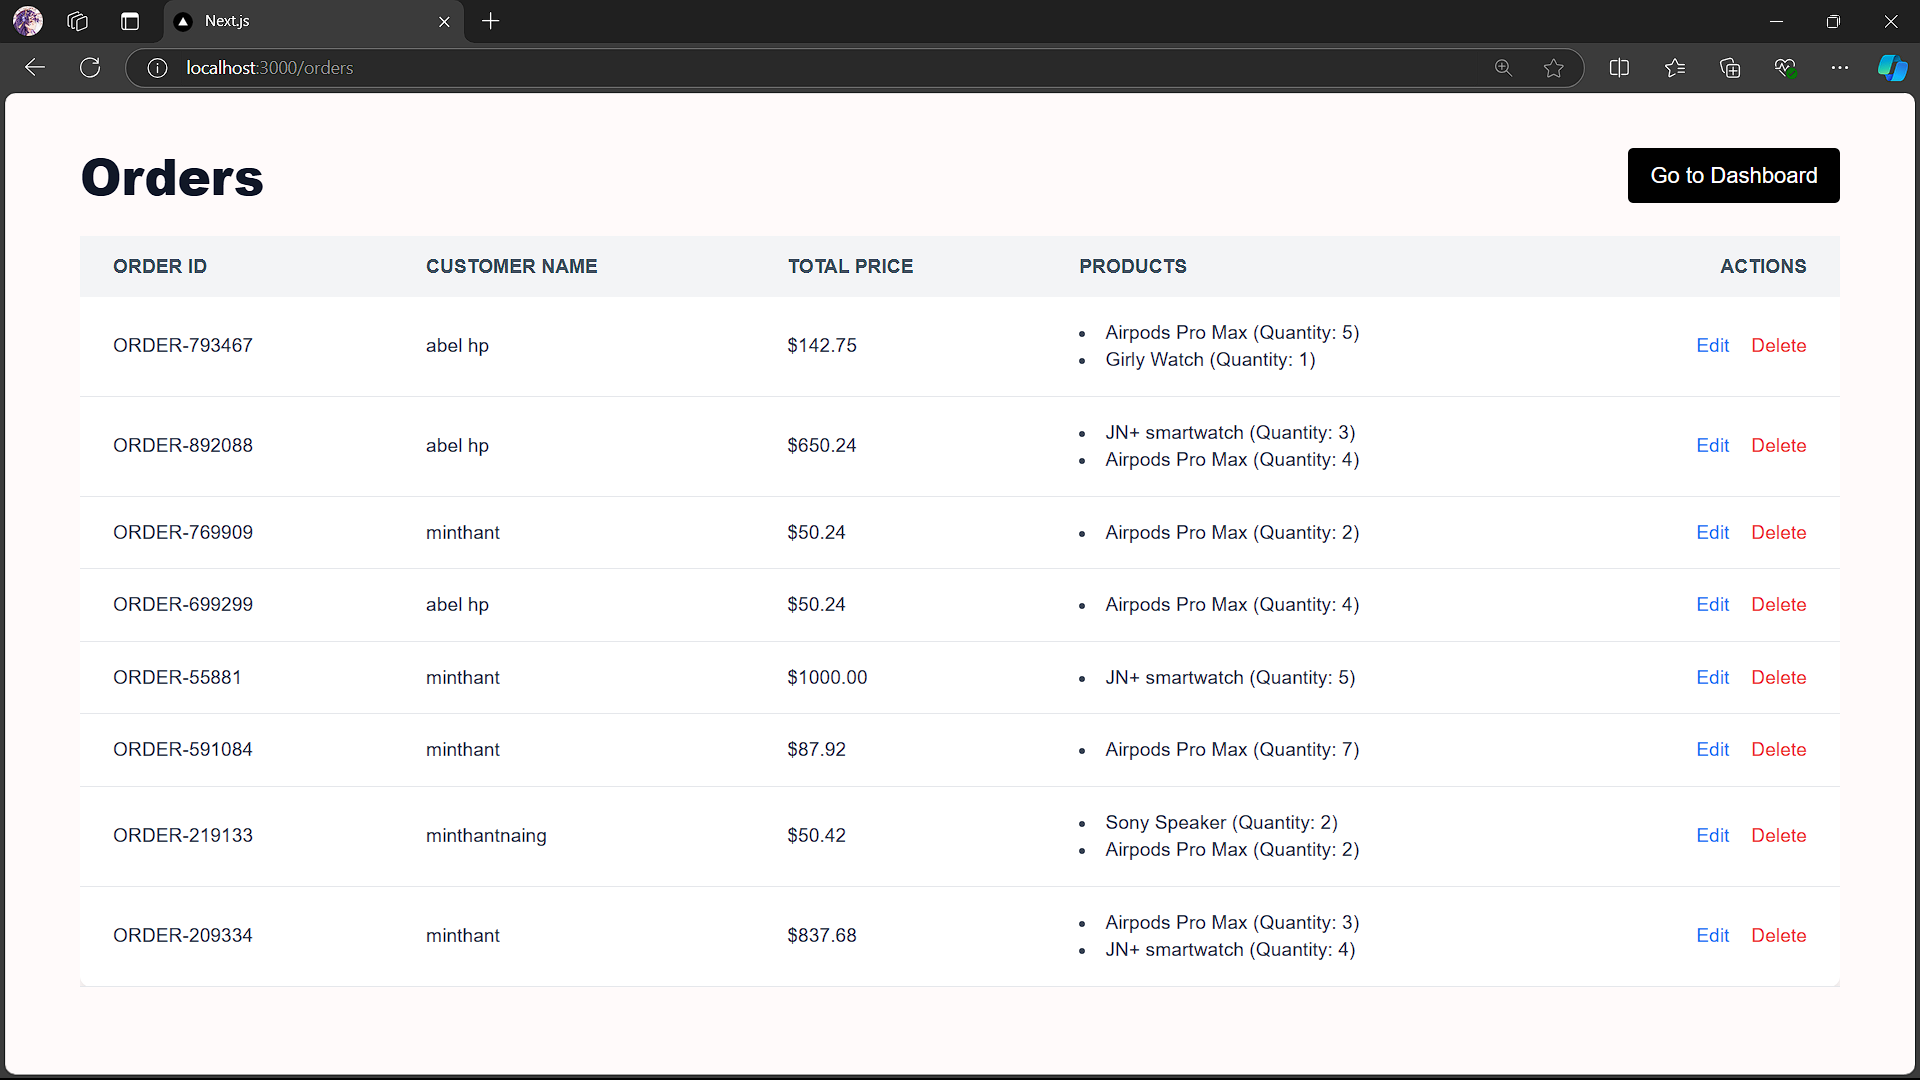 Next.js
localhost:3000/orders
Orders
Go to Dashboard
ORDER ID CUSTOMER NAME TOTAL PRICE PRODUCTS ACTIONS
ORDER-793467 abel hp $142.75 • Airpods Pro Max (Quantity: 5) Edit Delete
• Girly Watch (Quantity: 1)
ORDER-892088 abel hp $650.24 • JN+ smartwatch (Quantity: 3) Edit Delete
• Airpods Pro Max (Quantity: 4)
ORDER-769909 minthant $50.24 • Airpods Pro Max (Quantity: 2) Edit Delete
ORDER-699299 abel hp $50.24 • Airpods Pro Max (Quantity: 4) Edit Delete
ORDER-55881 minthant $1000.00 • JN+ smartwatch (Quantity: 5) Edit Delete
ORDER-591084 minthant $87.92 • Airpods Pro Max (Quantity: 7) Edit Delete
ORDER-219133 minthantnaing $50.42 • Sony Speaker (Quantity: 2) Edit Delete
• Airpods Pro Max (Quantity: 2)
ORDER-209334 minthant $837.68 • Airpods Pro Max (Quantity: 3) Edit Delete
• JN+ smartwatch (Quantity: 4)